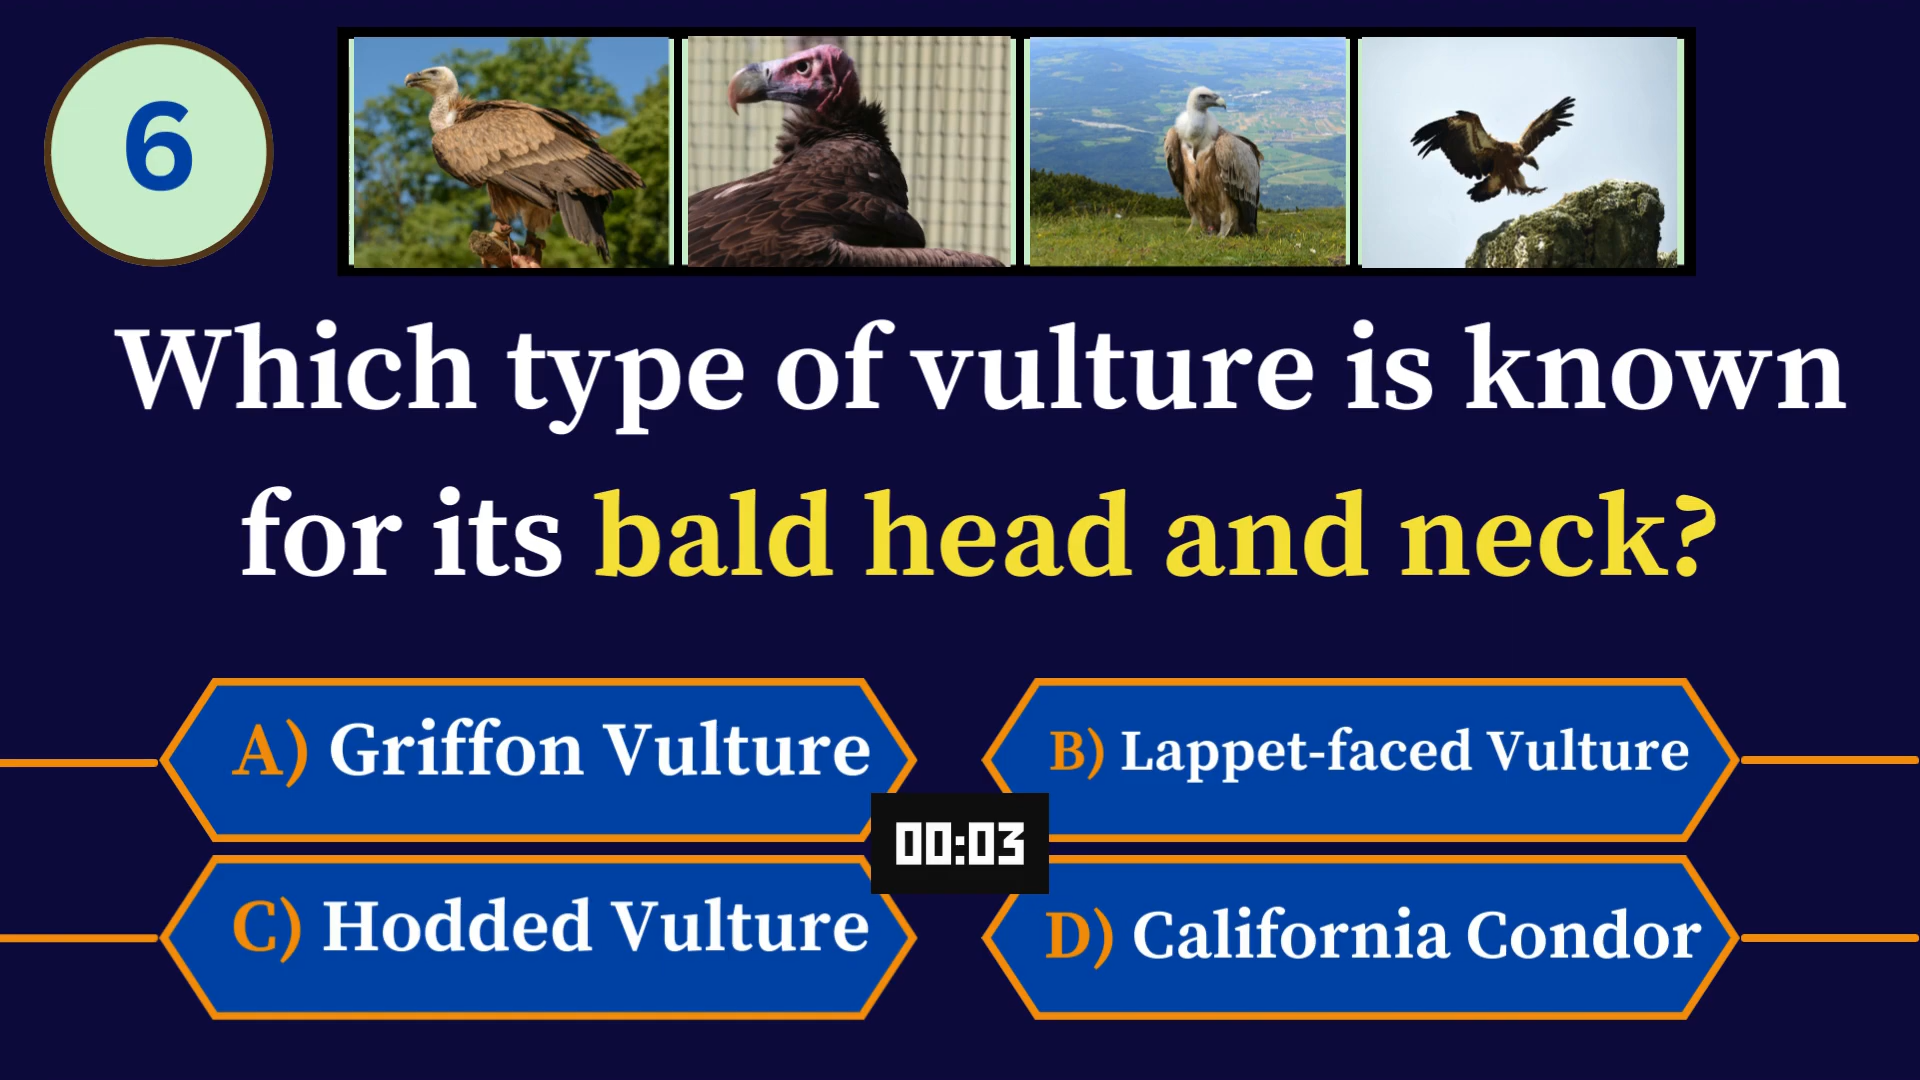 6
Which type of vulture is known
for its bald head and neck?
A) Griffon Vulture
B) Lappet-faced Vulture
00:03
C) Hodded Vulture
D) California Condor